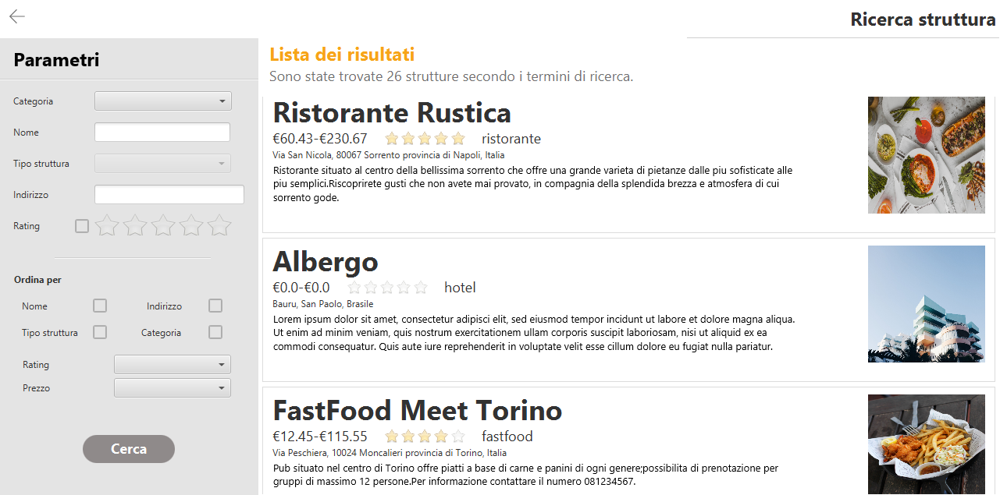 Ricerca struttura
Parametri
Categoria
Nome
Tipo struttura
Indirizzo
Rating
Ordina per
Nome
Indirizzo
Tipo struttura
Categoria
Rating
Prezzo
Cerca
Lista dei risultati
Sono state trovate 26 strutture secondo i termini di ricerca.
Ristorante Rustica
€60.43-€230.67 ristorante
Via San Nicola, 80067 Sorrento provincia di Napoli, Italia
Ristorante situato al centro della bellissima sorrento che offre una grande varieta di pietanze dalle piu sofisticate alle
piu semplici.Riscoprirete gusti che non avete mai provato, in compagnia della splendida brezza e atmosfera di cui
sorrento gode.
Albergo
€0.0-€0.0 hotel
Bauru, San Paolo, Brasile
Lorem ipsum dolor sit amet, consectetur adipisci elit, sed eiusmod tempor incidunt ut labore et dolore magna aliqua.
Ut enim ad minim veniam, quis nostrum exercitationem ullam corporis suscipit laboriosam, nisi ut aliquid ex ea
commodi consequatur. Quis aute iure reprehenderit in voluptate velit esse cillum dolore eu fugiat nulla pariatur.
FastFood Meet Torino
€12.45-€115.55 fastfood
Via Peschiera, 10024 Moncalieri provincia di Torino, Italia
Pub situato nel centro di Torino offre piatti a base di carne e panini di ogni genere;possibilita di prenotazione per
gruppi di massimo 12 persone.Per informazione contattare il numero 081234567.